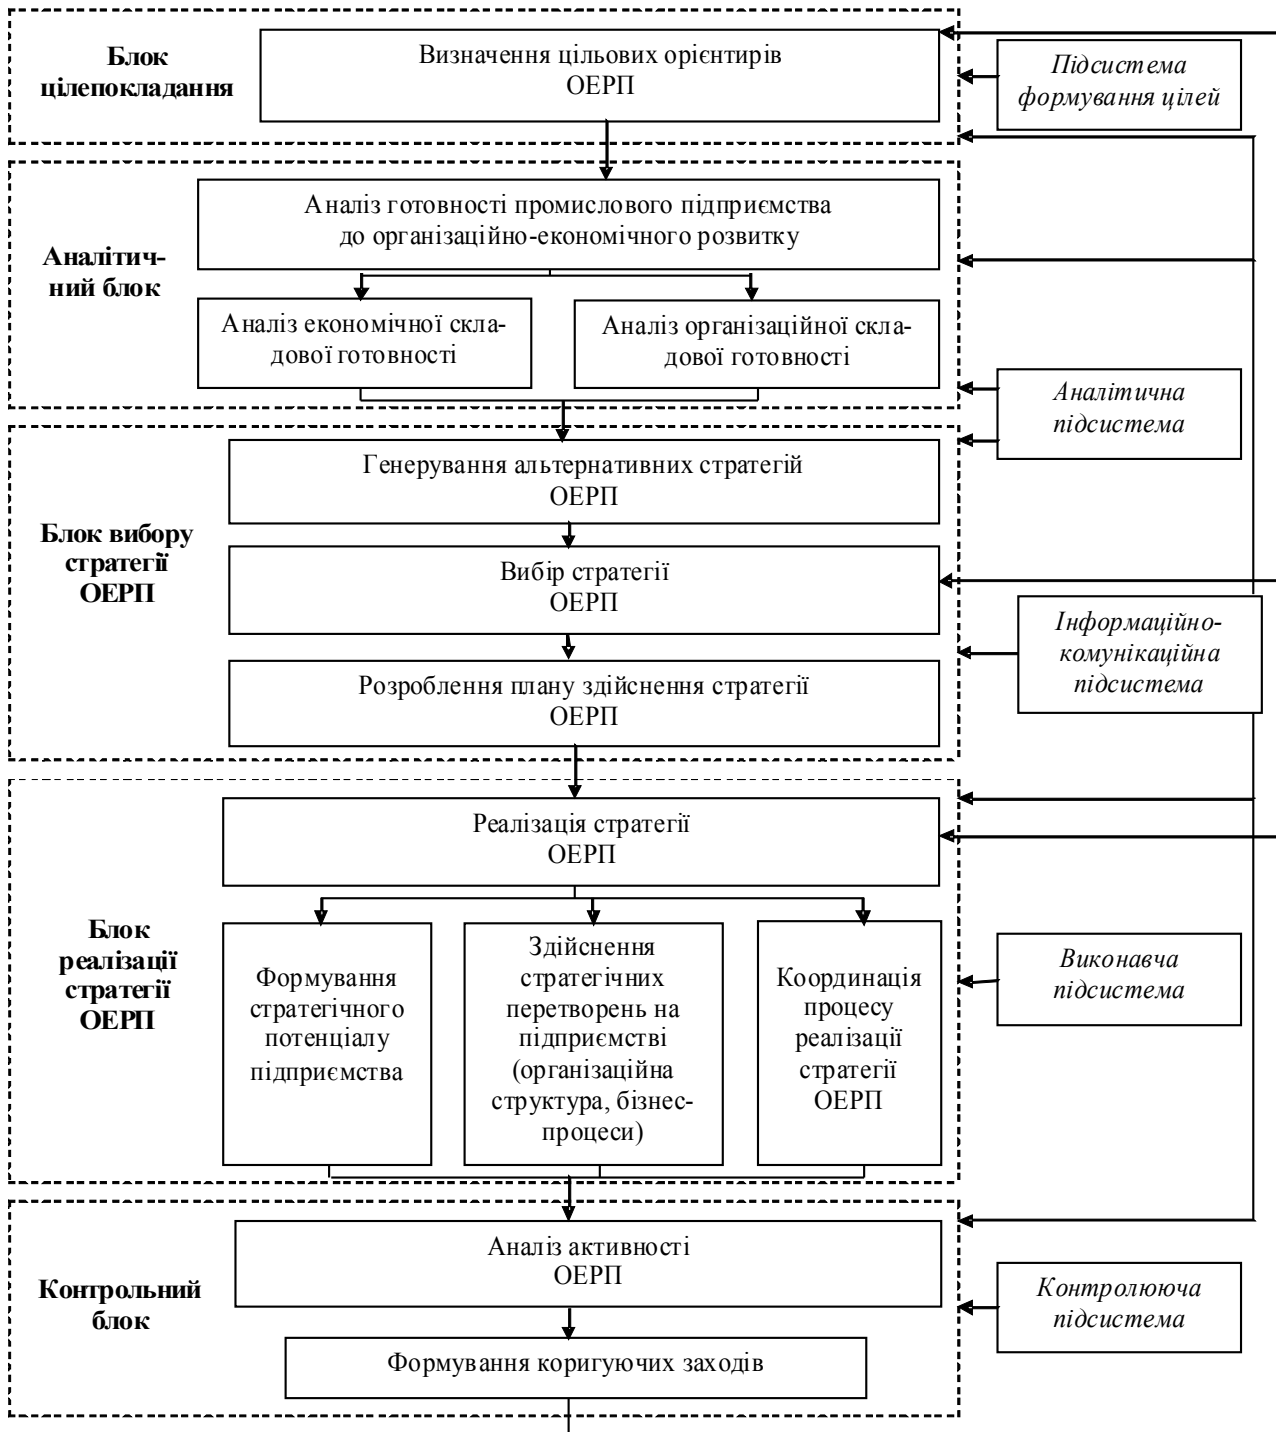 Блок
цілепокладання
Визначення цільових орієнтирів
ОЕРП
Підсистема
формування цілей
Аналітич-
ний блок
Аналіз готовності промислового підприємства
до організаційно-економічного розвитку
Аналіз економічної скла-
дової готовності
Аналіз організаційної скла-
дової готовності
Аналітична
підсистема
Блок вибору
стратегії
ОЕРП
Генерування альтернативних стратегій
ОЕРП
Вибір стратегії
ОЕРП
Розроблення плану здійснення стратегії
ОЕРП
Інформаційно-
комунікаційна
підсистема
Блок
реалізації
стратегії
ОЕРП
Реалізація стратегії
ОЕРП
Формування
стратегічного
потенціалу
підприємства
Здійснення
стратегічних
перетворень на
підприємстві
(організаційна
структура, бізнес-
процеси)
Координація
процесу
реалізації
стратегії
ОЕРП
Виконавча
підсистема
Контрольний
блок
Аналіз активності
ОЕРП
Формування коригуючих заходів
Контролююча
підсистема